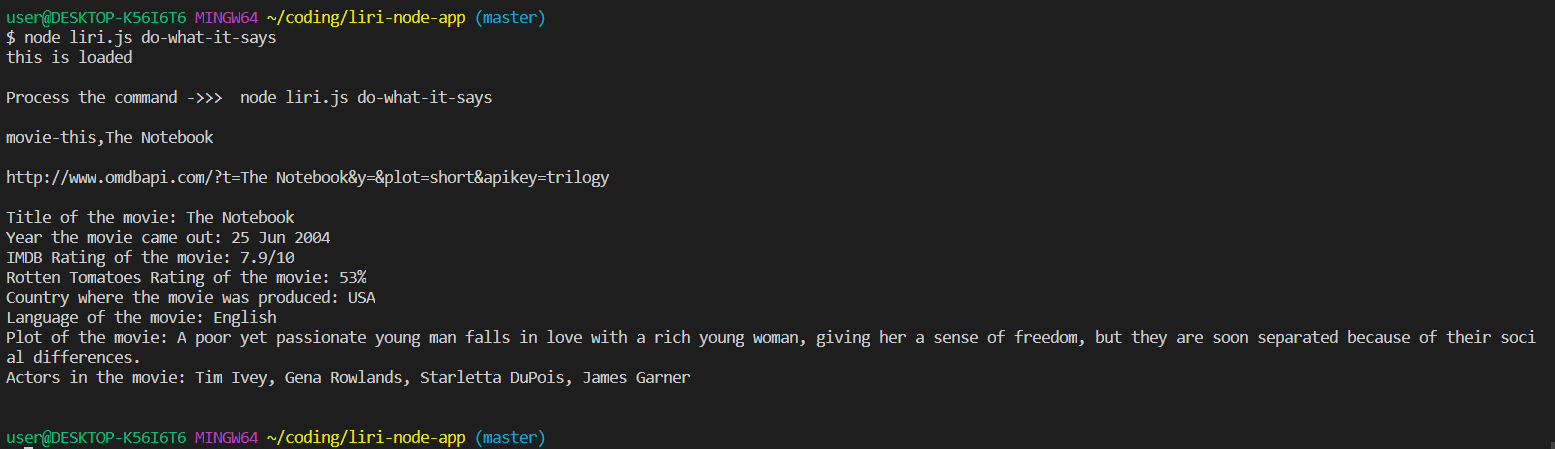 user@DESKTOP-K56I6T6 MINGW64 ~/coding/liri-node-app (master)
$ node liri.js do-what-it-says
this is loaded
Process the command ->>>  node liri.js do-what-it-says
movie-this,The Notebook
http://www.omdbapi.com/?t=The Notebook&y=&plot=short&apikey=trilogy
Title of the movie: The Notebook
Year the movie came out: 25 Jun 2004
IMDB Rating of the movie: 7.9/10
Rotten Tomatoes Rating of the movie: 53%
Country where the movie was produced: USA
Language of the movie: English
Plot of the movie: A poor yet passionate young man falls in love with a rich young woman, giving her a sense of freedom, but they are soon separated because of their soci
al differences.
Actors in the movie: Tim Ivey, Gena Rowlands, Starletta DuPois, James Garner
user@DESKTOP-K56I6T6 MINGW64 ~/coding/liri-node-app (master)